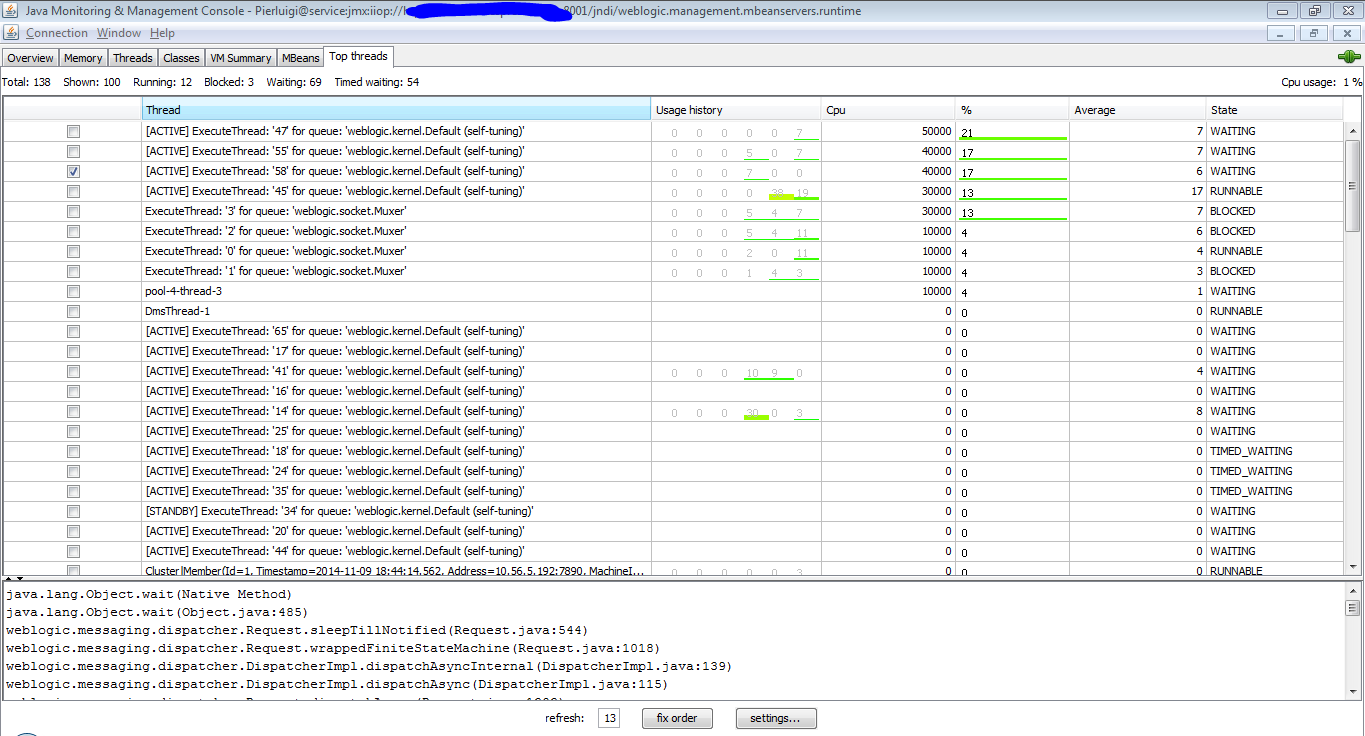 Java Monitoring & Management Console - Pierluigi@service:jmx:iiop:// 8001/jndi/weblogic.management.mbeanservers.runtime
Connection Window Help
Overview Memory Threads Classes VM Summary MBeans Top threads
Total: 138 Shown: 100 Running: 12 Blocked: 3 Waiting: 69 Timed waiting: 54 Cpu usage: 1 %
Thread Usage history Cpu % Average State
[ACTIVE] ExecuteThread: '47' for queue: 'weblogic.kernel.Default (self-tuning)' 0 0 0 0 0 7 50000 21 7 WAITING
[ACTIVE] ExecuteThread: '55' for queue: 'weblogic.kernel.Default (self-tuning)' 0 0 0 5 0 7 40000 17 7 WAITING
[ACTIVE] ExecuteThread: '58' for queue: 'weblogic.kernel.Default (self-tuning)' 0 0 0 7 0 0 40000 17 6 WAITING
[ACTIVE] ExecuteThread: '45' for queue: 'weblogic.kernel.Default (self-tuning)' 0 0 0 0 38 19 30000 13 17 RUNNABLE
ExecuteThread: '3' for queue: 'weblogic.socket.Muxer' 0 0 0 5 4 7 30000 13 7 BLOCKED
ExecuteThread: '2' for queue: 'weblogic.socket.Muxer' 0 0 0 5 4 11 10000 4 6 BLOCKED
ExecuteThread: '0' for queue: 'weblogic.socket.Muxer' 0 0 0 2 0 11 10000 4 4 RUNNABLE
ExecuteThread: '1' for queue: 'weblogic.socket.Muxer' 0 0 0 1 4 3 10000 4 3 BLOCKED
pool-4-thread-3 10000 4 1 WAITING
DmsThread-1 0 0 0 RUNNABLE
[ACTIVE] ExecuteThread: '65' for queue: 'weblogic.kernel.Default (self-tuning)' 0 0 0 WAITING
[ACTIVE] ExecuteThread: '17' for queue: 'weblogic.kernel.Default (self-tuning)' 0 0 0 WAITING
[ACTIVE] ExecuteThread: '41' for queue: 'weblogic.kernel.Default (self-tuning)' 0 0 0 10 9 0 0 0 4 WAITING
[ACTIVE] ExecuteThread: '16' for queue: 'weblogic.kernel.Default (self-tuning)' 0 0 0 WAITING
[ACTIVE] ExecuteThread: '14' for queue: 'weblogic.kernel.Default (self-tuning)' 0 0 0 30 0 3 0 0 8 WAITING
[ACTIVE] ExecuteThread: '25' for queue: 'weblogic.kernel.Default (self-tuning)' 0 0 0 WAITING
[ACTIVE] ExecuteThread: '18' for queue: 'weblogic.kernel.Default (self-tuning)' 0 0 0 TIMED_WAITING
[ACTIVE] ExecuteThread: '24' for queue: 'weblogic.kernel.Default (self-tuning)' 0 0 0 TIMED_WAITING
[ACTIVE] ExecuteThread: '35' for queue: 'weblogic.kernel.Default (self-tuning)' 0 0 0 TIMED_WAITING
[STANDBY] ExecuteThread: '34' for queue: 'weblogic.kernel.Default (self-tuning)' 0 0 0 WAITING
[ACTIVE] ExecuteThread: '20' for queue: 'weblogic.kernel.Default (self-tuning)' 0 0 0 WAITING
[ACTIVE] ExecuteThread: '44' for queue: 'weblogic.kernel.Default (self-tuning)' 0 0 0 WAITING
Cluster|Member(Id=1, Timestamp=2014-11-09 18:44:14.562, Address=10.56.5.192:7890, MachineI... 0 0 0 0 0 3 0 0 0 RUNNABLE
java.lang.Object.wait(Native Method)
java.lang.Object.wait(Object.java:485)
weblogic.messaging.dispatcher.Request.sleepTillNotified(Request.java:544)
weblogic.messaging.dispatcher.Request.wrappedFiniteStateMachine(Request.java:1018)
weblogic.messaging.dispatcher.DispatcherImpl.dispatchAsyncInternal(DispatcherImpl.java:139)
weblogic.messaging.dispatcher.DispatcherImpl.dispatchAsync(DispatcherImpl.java:115)
refresh: 13 fix order settings...